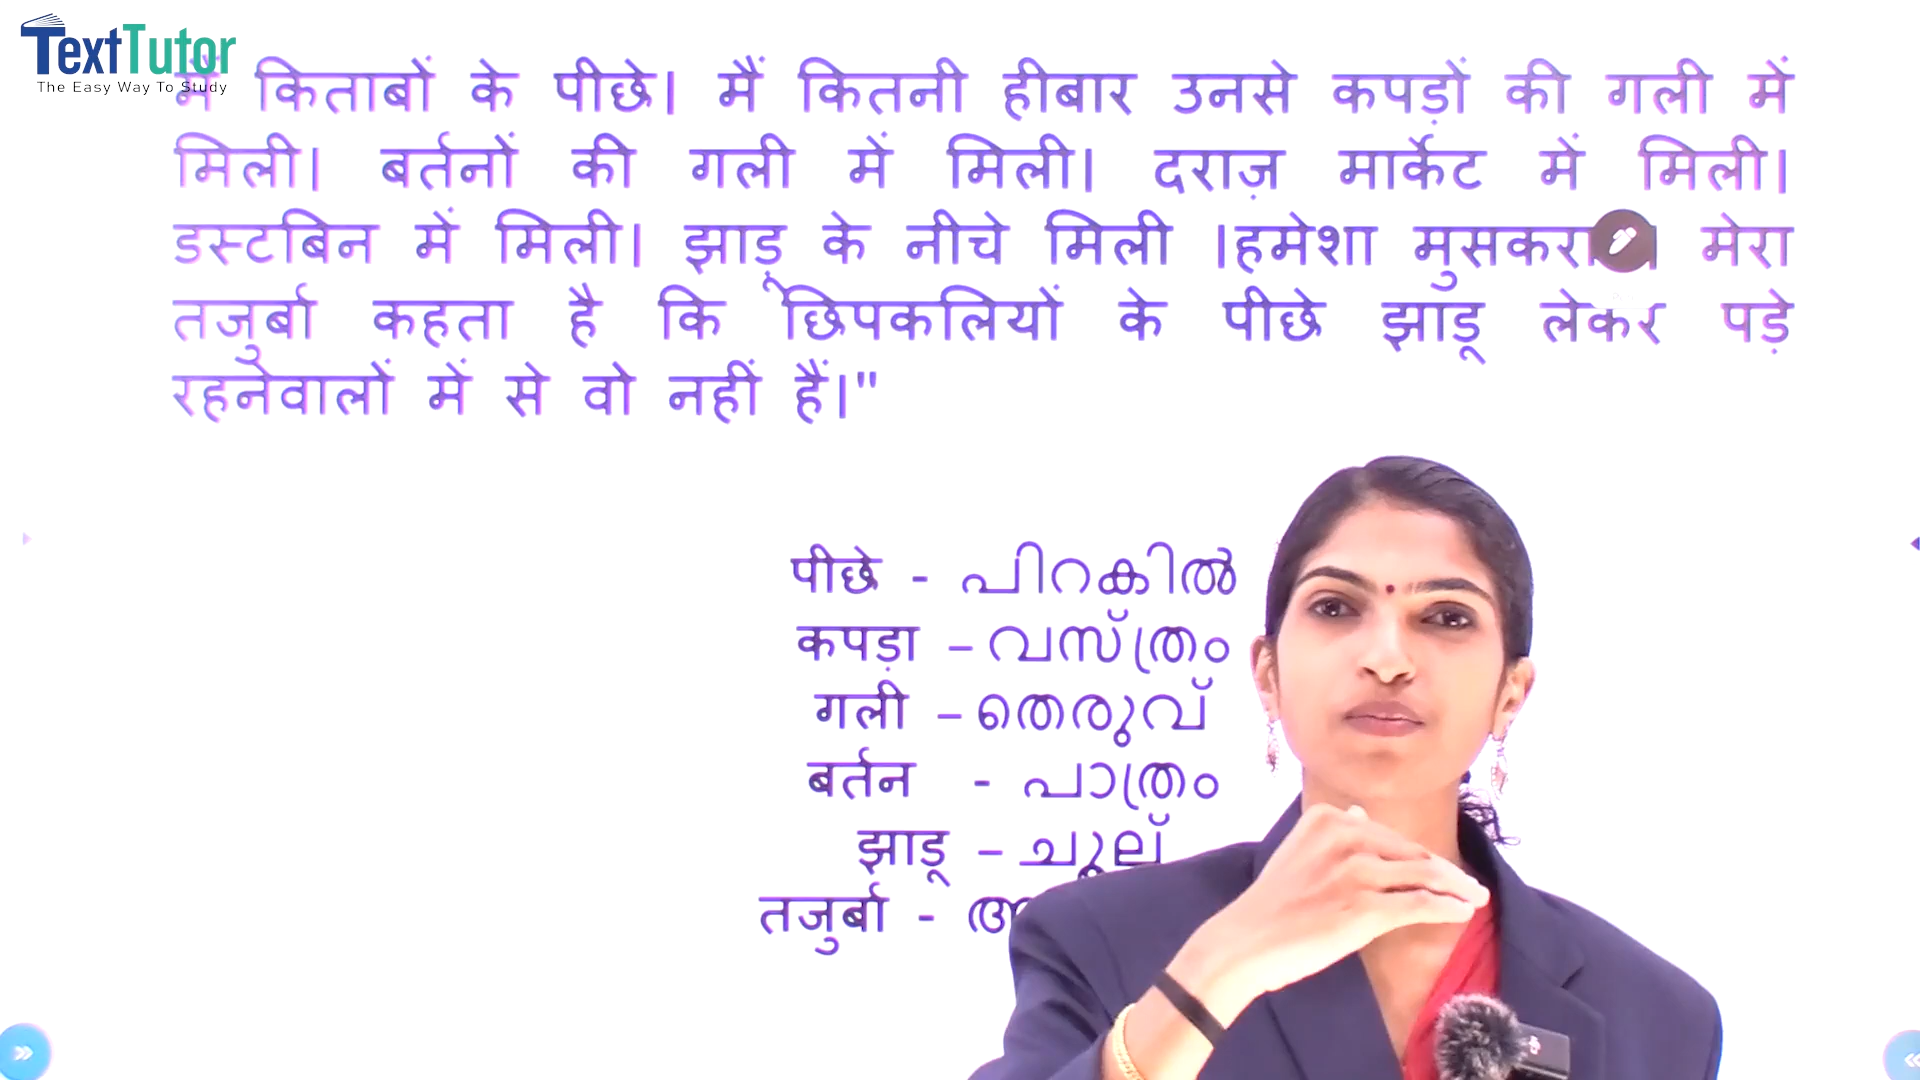 TextTutor
The Easy Way To Study
में किताबों के पीछे। मैं कितनी हीबार उनसे कपड़ों की गली में
मिली। बर्तनों की गली में मिली। दराज़ मार्केट में मिली।
डस्टबिन में मिली। झाड़ू के नीचे मिली ।हमेशा मेरा
तजुर्बा कहता है कि छिपकलियों के पीछे झाड़ू लेकर पड़े
रहनेवालों में से वो नहीं हैं।"
पीछे - പിറകിൽ
कपड़ा – വസ്ത്രം
गली – തെരുവ്
बर्तन - പാത്രം
झाड़ू – ചൂല്
तजुर्बा -